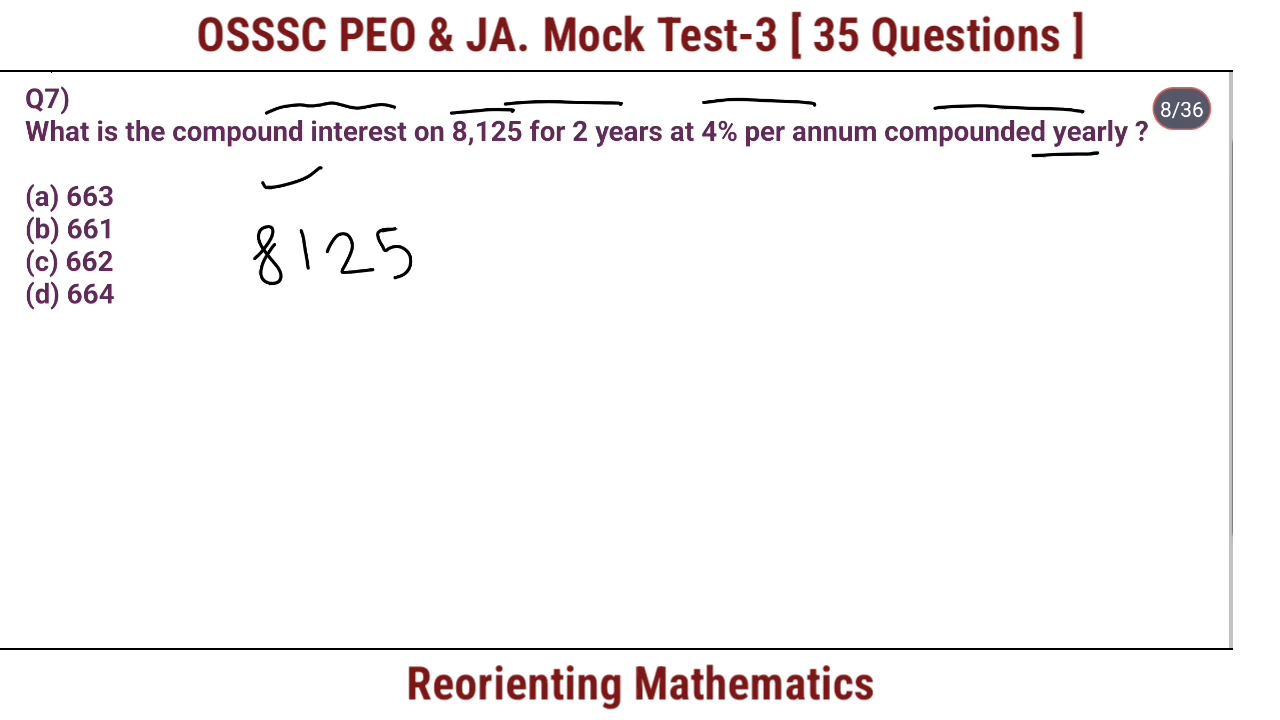 OSSSC PEO & JA. Mock Test-3 [ 35 Questions ]
Q7)
8/36
What is the compound interest on 8,125 for 2 years at 4% per annum compounded yearly ?
(a) 663
(b) 661
(c) 662
(d) 664
8125
Reorienting Mathematics